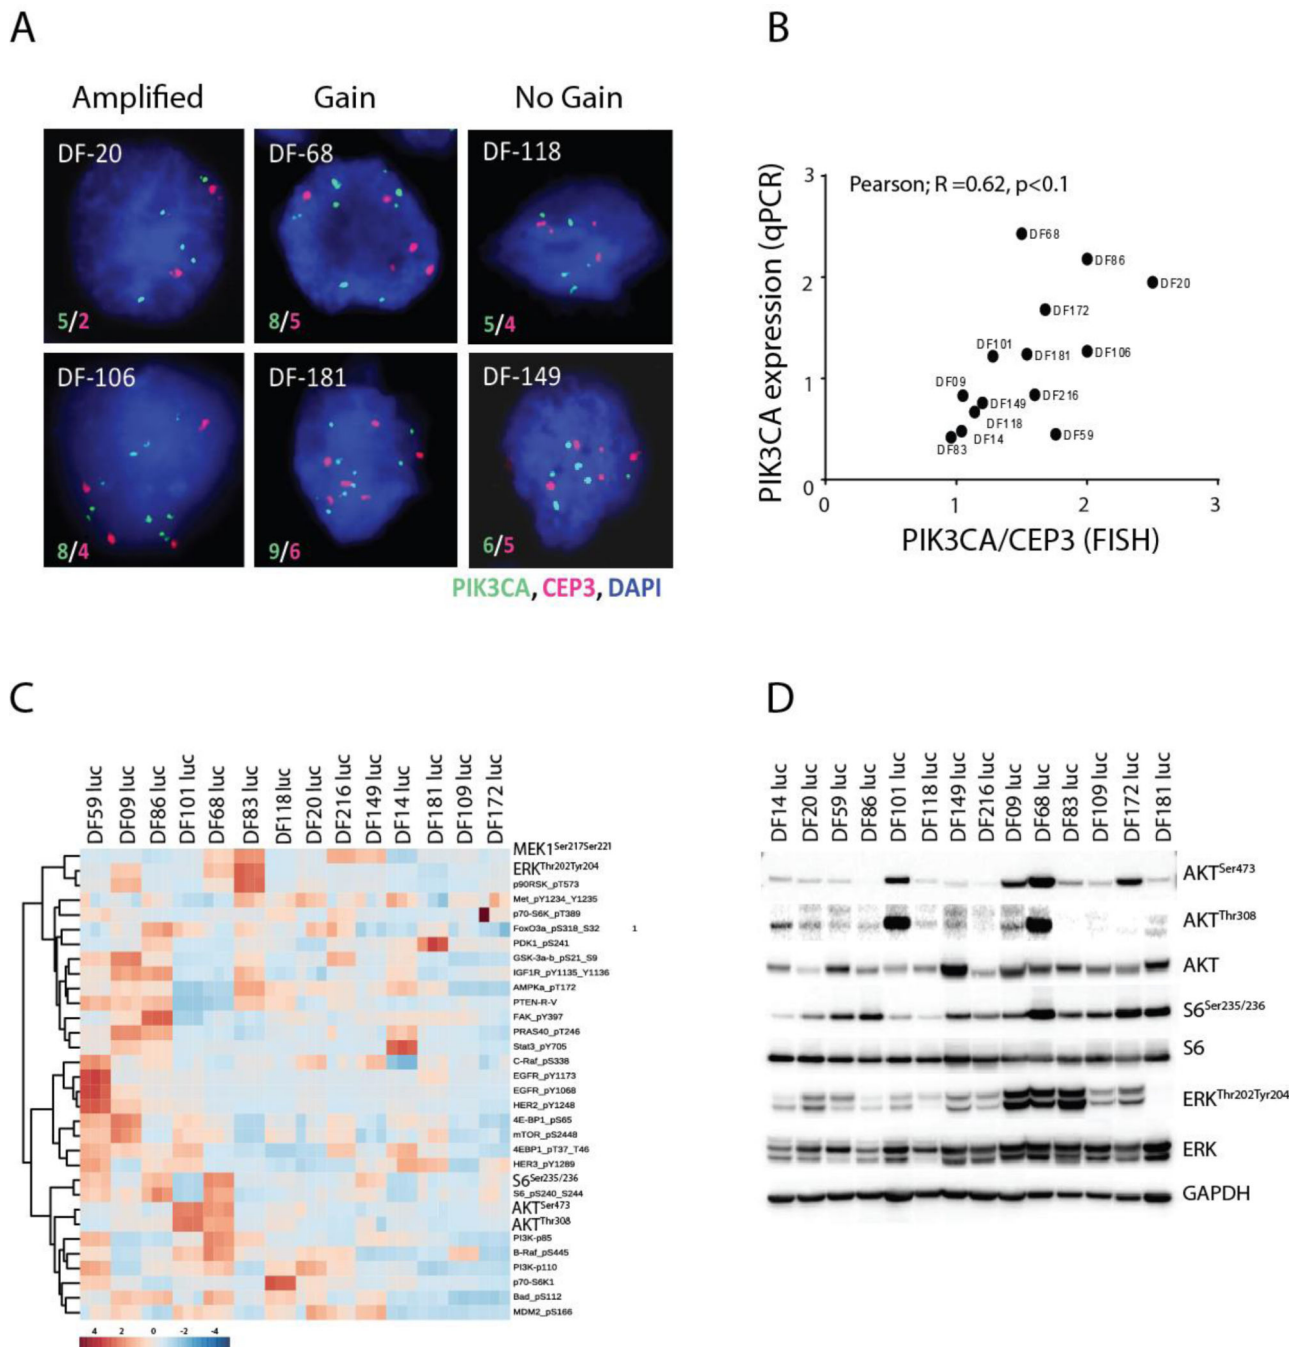 A
Amplified
Gain
No Gain
DF-20
DF-68
DF-118
5/2
8/5
5/4
DF-106
DF-181
DF-149
8/4
9/6
6/5
PIK3CA, CEP3, DAPI
B
PIK3CA expression (qPCR)
3
2
1
0
Pearson; R =0.62, p<0.1
DF68
DF86
DF20
DF172
DF101
DF181
DF106
DF09
DF149
DF216
DF118
DF14
DF59
DF83
0
1
2
3
PIK3CA/CEP3 (FISH)
C
DF59 luc
DF09 luc
DF86 luc
DF101 luc
DF68 luc
DF83 luc
DF118 luc
DF20 luc
DF216 luc
DF149 luc
DF14 luc
DF181 luc
DF109 luc
DF172 luc
MEK1Ser217Ser221
ERKThr202Tyr204
p90RSK_pT573
Met_pY1234_Y1235
p70-S6K_pT389
FoxO3a_pS318_S32 1
PDK1_pS241
GSK-3a-b_pS21_S9
IGF1R_pY1135_Y1136
AMPKa_pT172
PTEN-R-V
FAK_pY397
PRAS40_pT246
Stat3_pY705
C-Raf_pS338
EGFR_pY1173
EGFR_pY1068
HER2_pY1248
4E-BP1_pS65
mTOR_pS2448
4EBP1_pT37_T46
HER3_pY1289
S6Ser235/236
S6_pS240_S244
AKTSer473
AKTThr308
PI3K-p85
B-Raf_pS445
PI3K-p110
p70-S6K1
Bad_pS112
MDM2_pS166
4 2 0 -2 -4
D
DF14 luc
DF20 luc
DF59 luc
DF86 luc
DF101 luc
DF118 luc
DF149 luc
DF216 luc
DF09 luc
DF68 luc
DF83 luc
DF109 luc
DF172 luc
DF181 luc
AKTSer473
AKTThr308
AKT
S6Ser235/236
S6
ERKThr202Tyr204
ERK
GAPDH